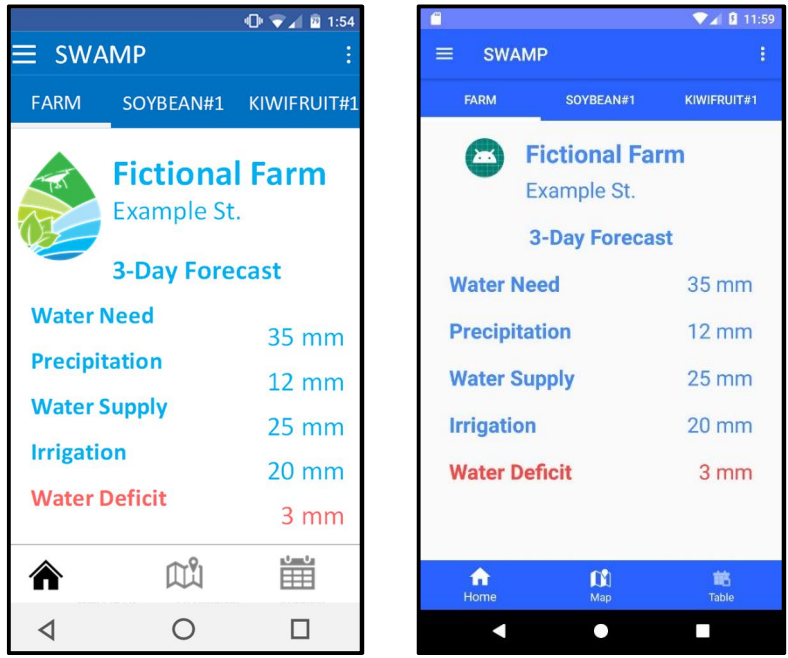 1:54
SWAMP
FARM SOYBEAN#1 KIWIFRUIT#1
Fictional Farm
Example St.
3-Day Forecast
Water Need
35 mm
Precipitation
12 mm
Water Supply
25 mm
Irrigation
20 mm
Water Deficit
3 mm
11:59
SWAMP
FARM SOYBEAN#1 KIWIFRUIT#1
Fictional Farm
Example St.
3-Day Forecast
Water Need 35 mm
Precipitation 12 mm
Water Supply 25 mm
Irrigation 20 mm
Water Deficit 3 mm
Home Map Table